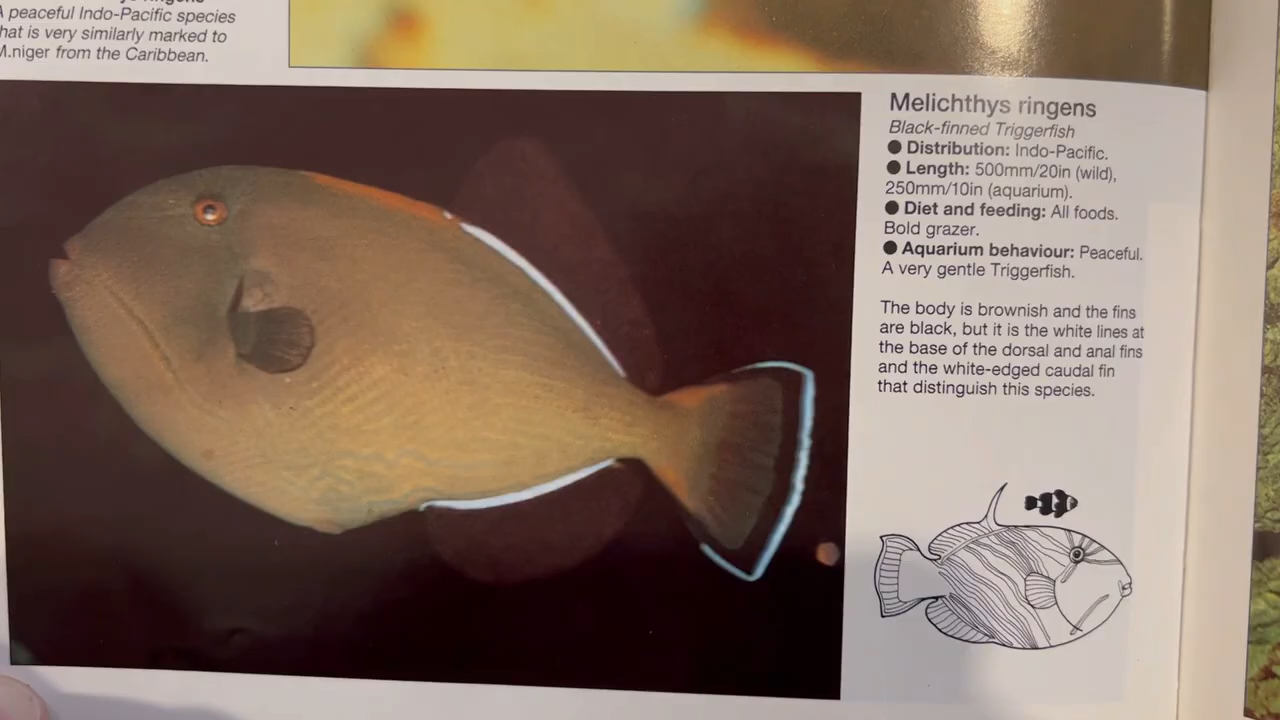 A peaceful Indo-Pacific species
that is very similarly marked to
M.niger from the Caribbean.
Melichthys ringens
Black-finned Triggerfish
● Distribution: Indo-Pacific.
● Length: 500mm/20in (wild),
250mm/10in (aquarium).
● Diet and feeding: All foods.
Bold grazer.
● Aquarium behaviour: Peaceful.
A very gentle Triggerfish.
The body is brownish and the fins
are black, but it is the white lines at
the base of the dorsal and anal fins
and the white-edged caudal fin
that distinguish this species.